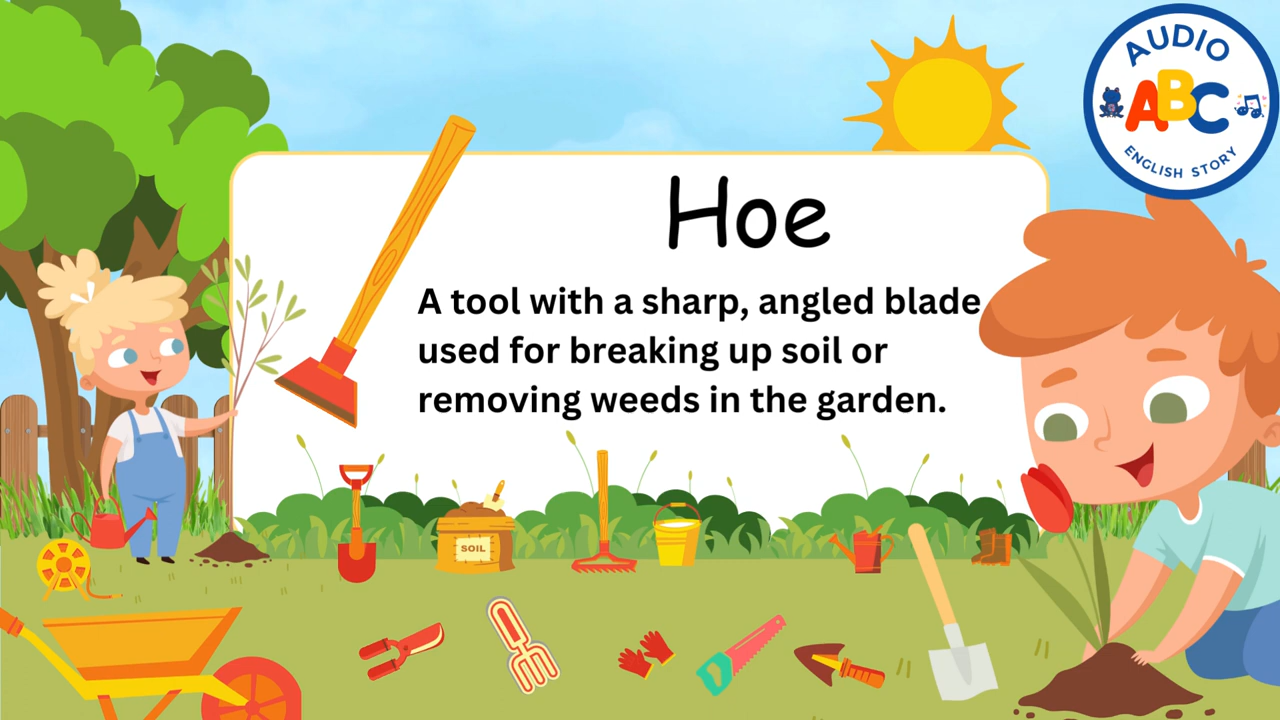 AUDIO
ABC
ENGLISH STORY
Hoe
A tool with a sharp, angled blade
used for breaking up soil or
removing weeds in the garden.
SOIL